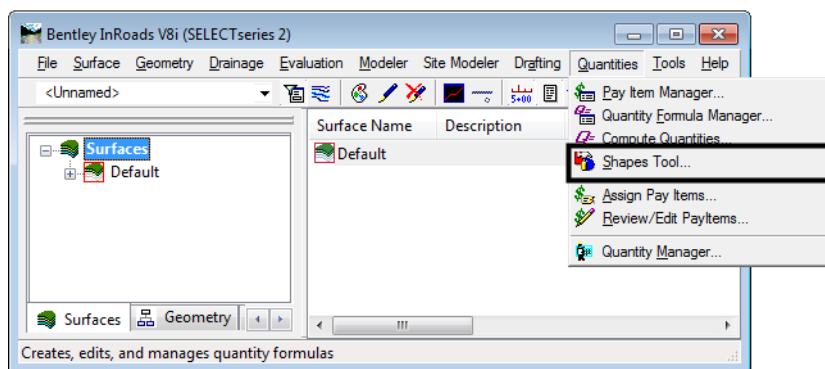 Bentley InRoads V8i (SELECTseries 2)
File Surface Geometry Drainage Evaluation Modeler Site Modeler Drafting Quantities Tools Help
<Unnamed>
5+00
Pay Item Manager...
Quantity Formula Manager...
Compute Quantities...
Shapes Tool...
Assign Pay Items...
Review/Edit PayItems...
Quantity Manager...
Surfaces
Default
Surface Name Description
Default
Surfaces Geometry
Creates, edits, and manages quantity formulas